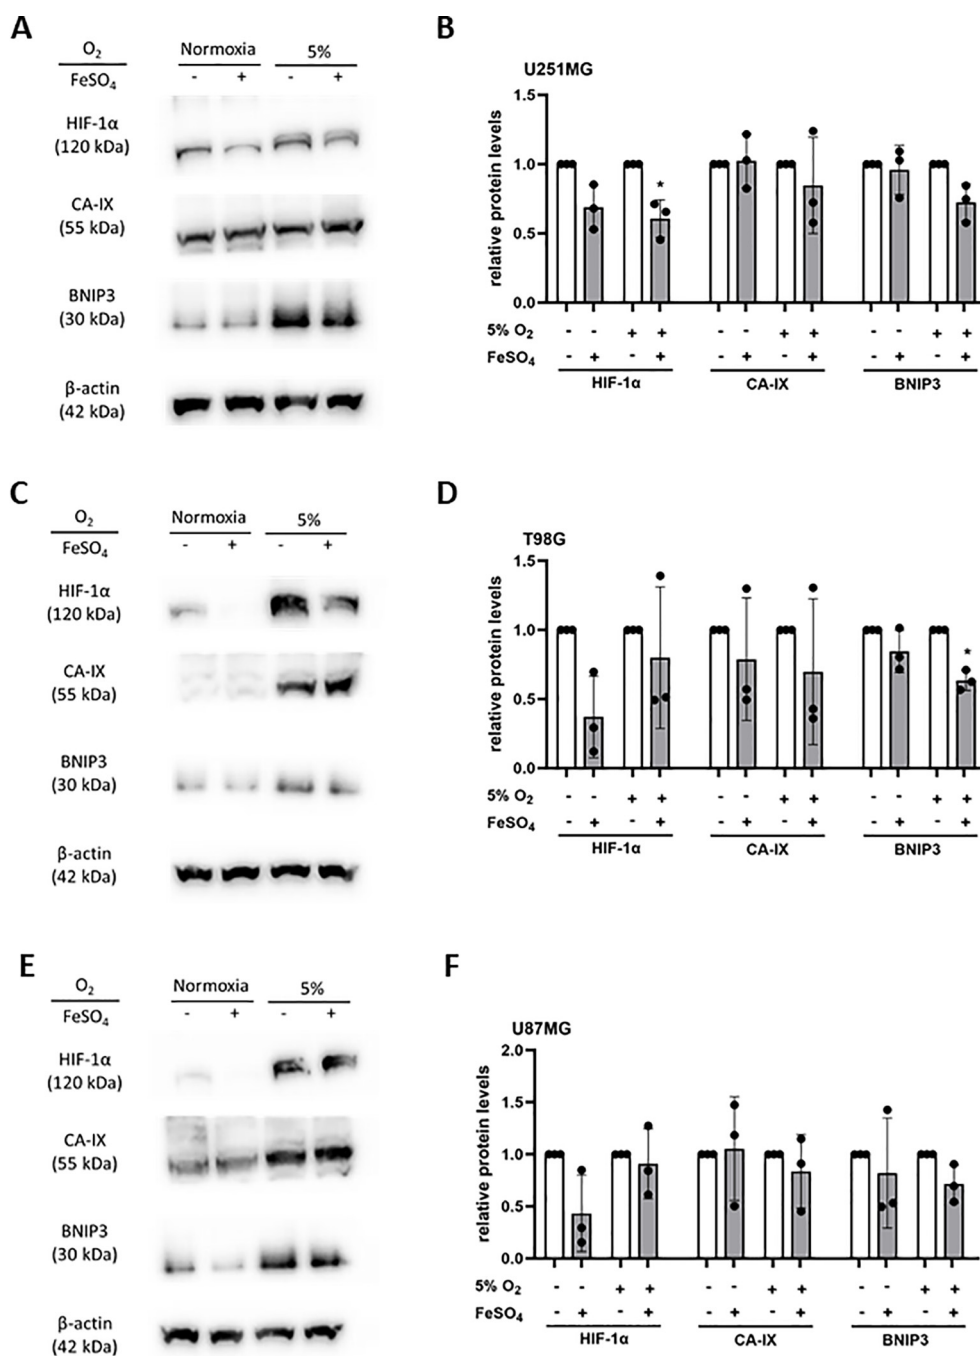 A
O₂ Normoxia 5%
FeSO₄ - + - +
HIF-1α
(120 kDa)
CA-IX
(55 kDa)
BNIP3
(30 kDa)
β-actin
(42 kDa)
B
U251MG
relative protein levels
1.5
1.0
0.5
0.0
*
5% O₂ - - + + - - + + - - + +
FeSO₄ - + - + - + - + - + - +
HIF-1α CA-IX BNIP3
C
O₂ Normoxia 5%
FeSO₄ - + - +
HIF-1α
(120 kDa)
CA-IX
(55 kDa)
BNIP3
(30 kDa)
β-actin
(42 kDa)
D
T98G
relative protein levels
1.5
1.0
0.5
0.0
*
5% O₂ - - + + - - + + - - + +
FeSO₄ - + - + - + - + - + - +
HIF-1α CA-IX BNIP3
E
O₂ Normoxia 5%
FeSO₄ - + - +
HIF-1α
(120 kDa)
CA-IX
(55 kDa)
BNIP3
(30 kDa)
β-actin
(42 kDa)
F
U87MG
relative protein levels
2.0
1.5
1.0
0.5
0.0
5% O₂ - - + + - - + + - - + +
FeSO₄ - + - + - + - + - + - +
HIF-1α CA-IX BNIP3